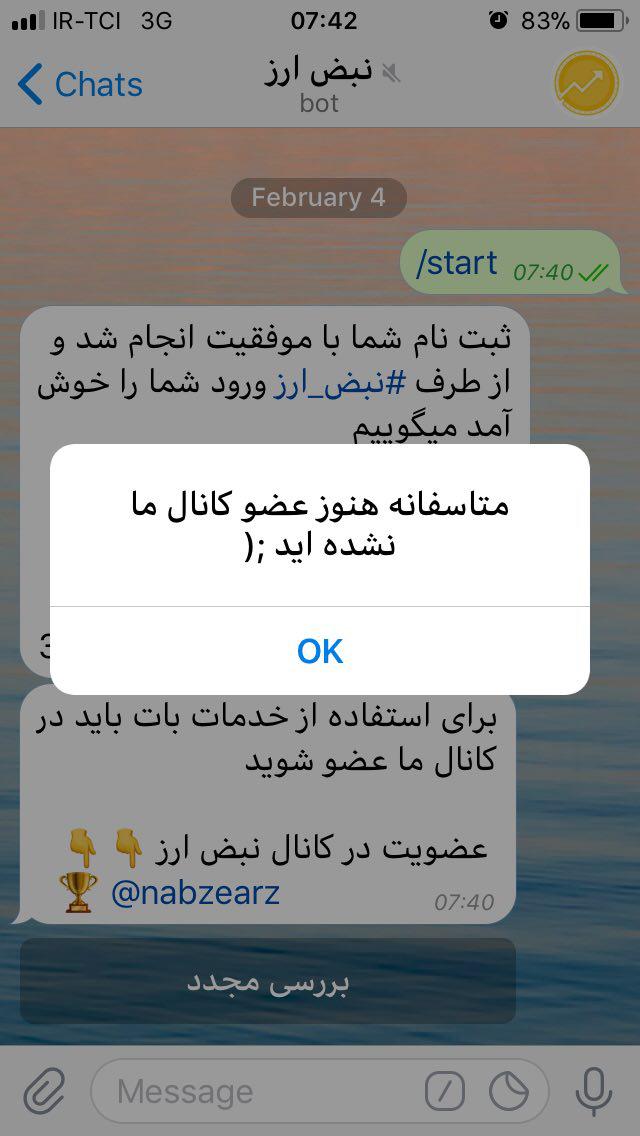 IR-TCI 3G 07:42 83%
Chats
نبض ارز
bot
February 4
/start 07:40
ثبت نام شما با موفقیت انجام شد و
از طرف #نبض_ارز ورود شما را خوش
آمد میگوییم
متاسفانه هنوز عضو کانال ما
نشده اید ;(
OK
برای استفاده از خدمات بات باید در
کانال ما عضو شوید
عضویت در کانال نبض ارز 👇 👇
🏆 @nabzearz 07:40
بررسی مجدد
Message